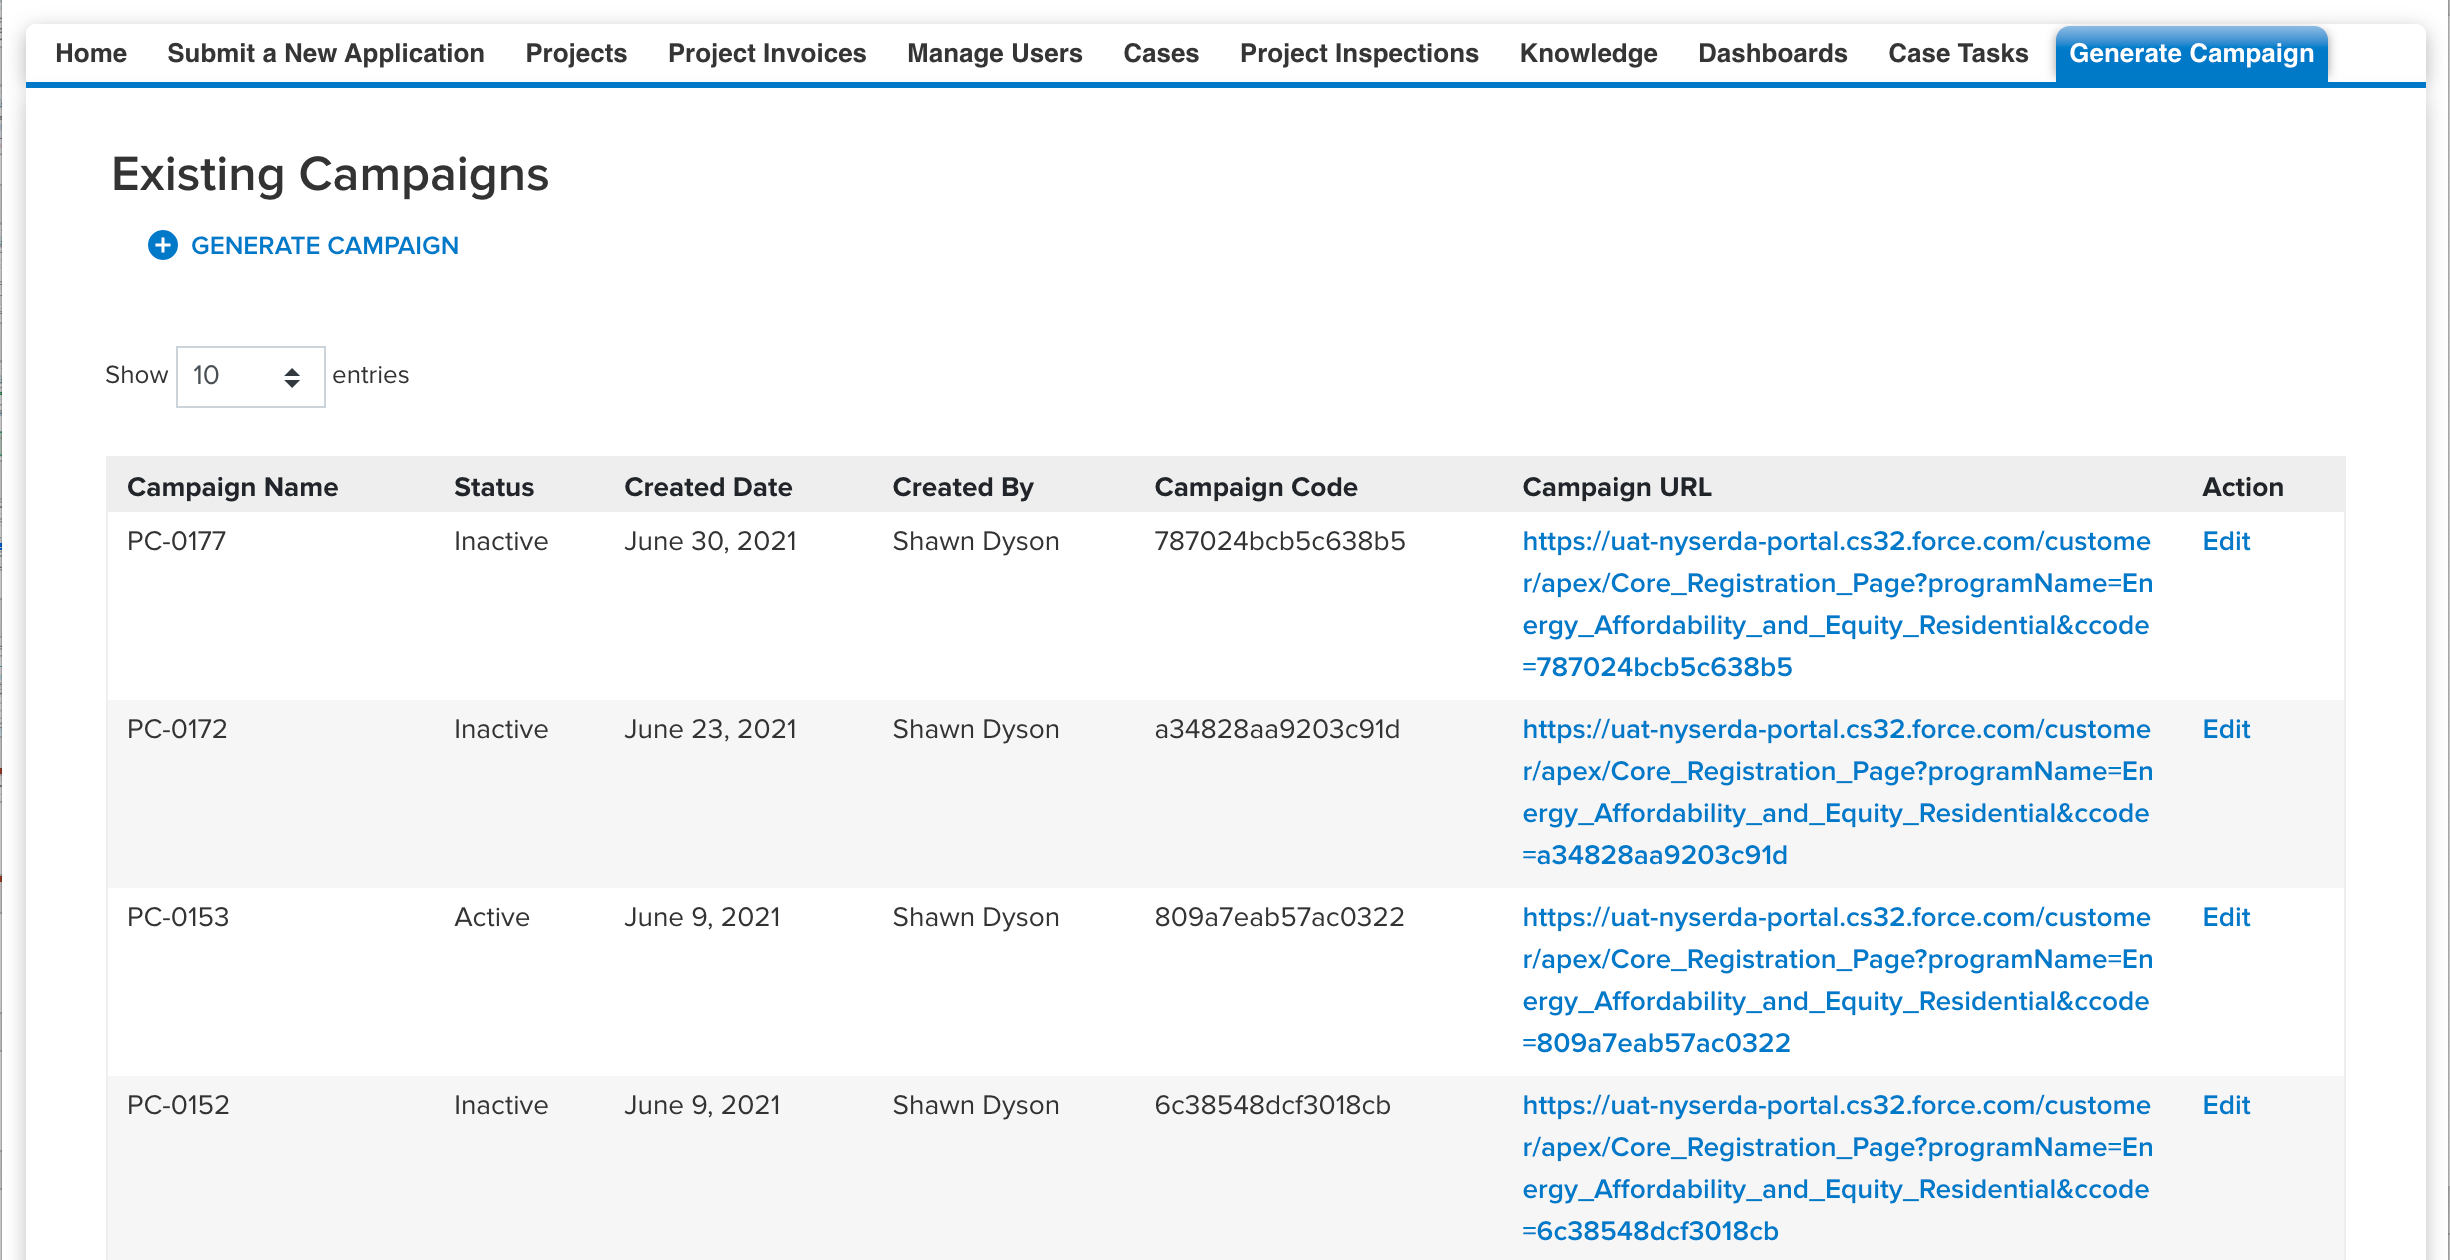 Home Submit a New Application Projects Project Invoices Manage Users Cases Project Inspections Knowledge Dashboards Case Tasks Generate Campaign
Existing Campaigns
GENERATE CAMPAIGN
Show 10 entries
Campaign Name Status Created Date Created By Campaign Code Campaign URL Action
PC-0177 Inactive June 30, 2021 Shawn Dyson 787024bcb5c638b5 https://uat-nyserda-portal.cs32.force.com/custome Edit
r/apex/Core_Registration_Page?programName=En
ergy_Affordability_and_Equity_Residential&ccode
=787024bcb5c638b5
PC-0172 Inactive June 23, 2021 Shawn Dyson a34828aa9203c91d https://uat-nyserda-portal.cs32.force.com/custome Edit
r/apex/Core_Registration_Page?programName=En
ergy_Affordability_and_Equity_Residential&ccode
=a34828aa9203c91d
PC-0153 Active June 9, 2021 Shawn Dyson 809a7eab57ac0322 https://uat-nyserda-portal.cs32.force.com/custome Edit
r/apex/Core_Registration_Page?programName=En
ergy_Affordability_and_Equity_Residential&ccode
=809a7eab57ac0322
PC-0152 Inactive June 9, 2021 Shawn Dyson 6c38548dcf3018cb https://uat-nyserda-portal.cs32.force.com/custome Edit
r/apex/Core_Registration_Page?programName=En
ergy_Affordability_and_Equity_Residential&ccode
=6c38548dcf3018cb